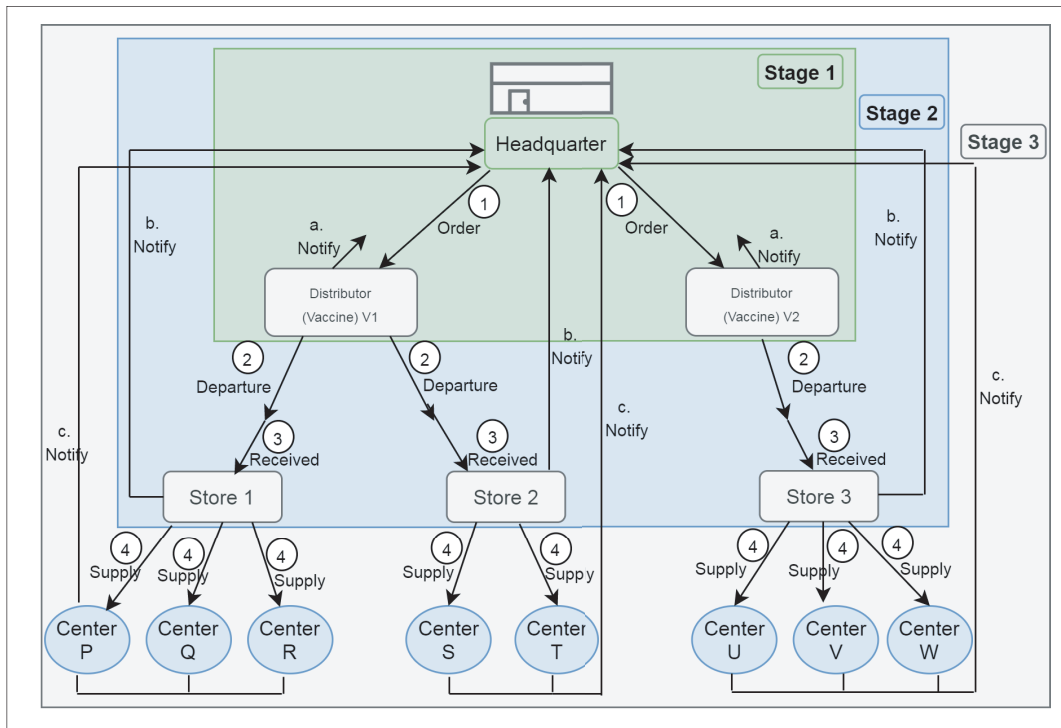 Stage 1
Stage 2
Stage 3
Headquarter
1
Order
1
Order
a.
Notify
a.
Notify
b.
Notify
b.
Notify
Distributor
(Vaccine) V1
Distributor
(Vaccine) V2
2
Departure
2
Departure
b.
Notify
2
Departure
c.
Notify
c.
Notify
c.
Notify
3
Received
3
Received
3
Received
Store 1
Store 2
Store 3
4
Supply
4
Supply
4
Supply
4
Supply
4
Suppy
4
Supply
4
Supply
4
Supply
Center
P
Center
Q
Center
R
Center
S
Center
T
Center
U
Center
V
Center
W